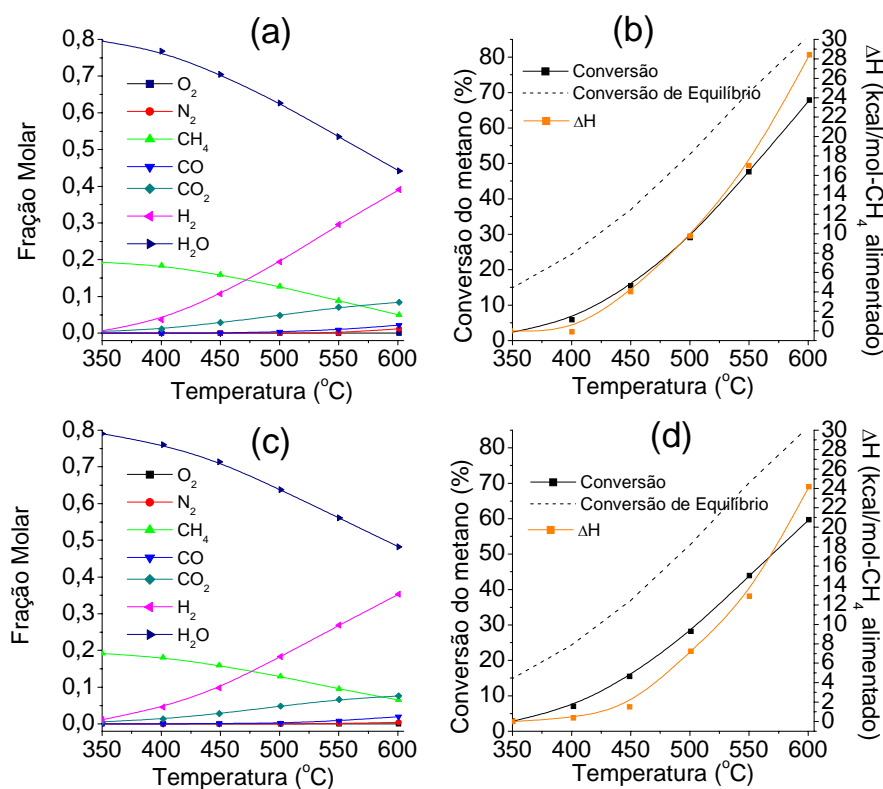 (a)
0,8
0,7
0,6
0,5
0,4
0,3
0,2
0,1
0,0
Fração Molar
O2
N2
CH4
CO
CO2
H2
H2O
350 400 450 500 550 600
Temperatura (°C)
(b)
80
70
60
50
40
30
20
10
0
Conversão do metano (%)
Conversão
Conversão de Equilíbrio
ΔH
30
28
26
24
22
20
18
16
14
12
10
8
6
4
2
0
ΔH (kcal/mol-CH4 alimentado)
350 400 450 500 550 600
Temperatura (°C)
(c)
0,8
0,7
0,6
0,5
0,4
0,3
0,2
0,1
0,0
Fração Molar
O2
N2
CH4
CO
CO2
H2
H2O
350 400 450 500 550 600
Temperatura (°C)
(d)
80
70
60
50
40
30
20
10
0
Conversão do metano (%)
Conversão
Conversão de Equilíbrio
ΔH
30
28
26
24
22
20
18
16
14
12
10
8
6
4
2
0
ΔH (kcal/mol-CH4 alimentado)
350 400 450 500 550 600
Temperatura (°C)